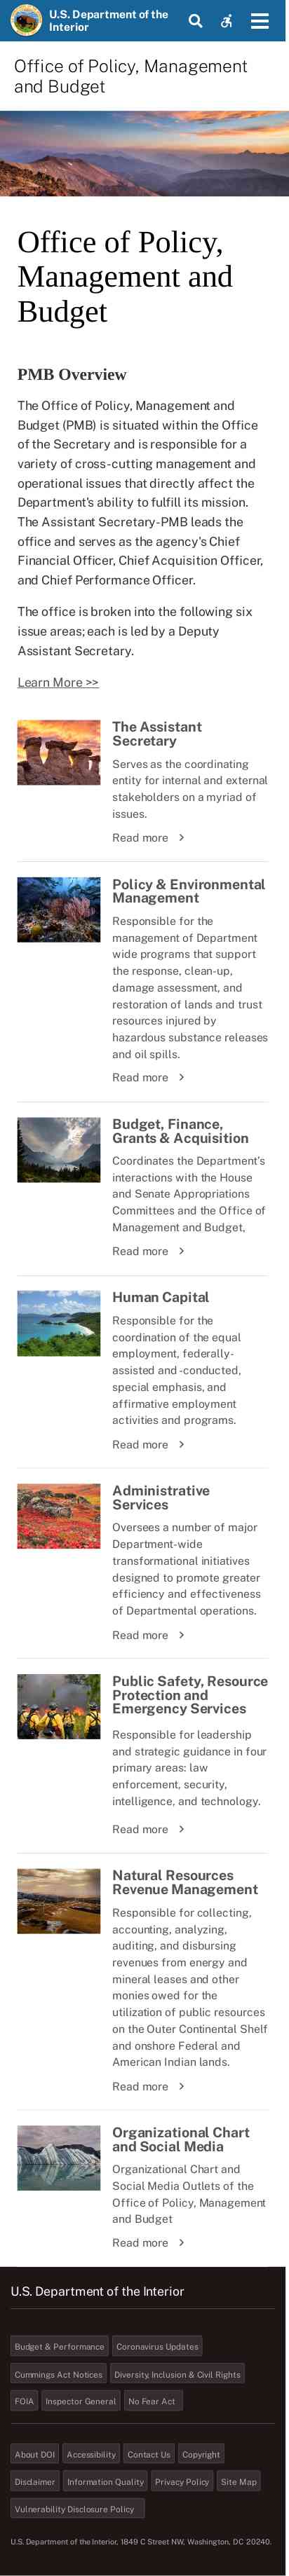 U.S. Department of the
Interior
Office of Policy, Management
and Budget
Office of Policy,
Management and
Budget
PMB Overview
The Office of Policy, Management and
Budget (PMB) is situated within the Office
of the Secretary and is responsible for a
variety of cross-cutting management and
operational issues that directly affect the
Department's ability to fulfill its mission.
The Assistant Secretary-PMB leads the
office and serves as the agency's Chief
Financial Officer, Chief Acquisition Officer,
and Chief Performance Officer.
The office is broken into the following six
issue areas; each is led by a Deputy
Assistant Secretary.
Learn More >>
The Assistant
Secretary
Serves as the coordinating
entity for internal and external
stakeholders on a myriad of
issues.
Read more
Policy & Environmental
Management
Responsible for the
management of Department
wide programs that support
the response, clean-up,
damage assessment, and
restoration of lands and trust
resources injured by
hazardous substance releases
and oil spills.
Read more
Budget, Finance,
Grants & Acquisition
Coordinates the Department's
interactions with the House
and Senate Appropriations
Committees and the Office of
Management and Budget,
Read more
Human Capital
Responsible for the
coordination of the equal
employment, federally-
assisted and -conducted,
special emphasis, and
affirmative employment
activities and programs.
Read more
Administrative
Services
Oversees a number of major
Department-wide
transformational initiatives
designed to promote greater
efficiency and effectiveness
of Departmental operations.
Read more
Public Safety, Resource
Protection and
Emergency Services
Responsible for leadership
and strategic guidance in four
primary areas: law
enforcement, security,
intelligence, and technology.
Read more
Natural Resources
Revenue Management
Responsible for collecting,
accounting, analyzing,
auditing, and disbursing
revenues from energy and
mineral leases and other
monies owed for the
utilization of public resources
on the Outer Continental Shelf
and onshore Federal and
American Indian lands.
Read more
Organizational Chart
and Social Media
Organizational Chart and
Social Media Outlets of the
Office of Policy, Management
and Budget
Read more
U.S. Department of the Interior
Budget & Performance Coronavirus Updates
Cummings Act Notices Diversity, Inclusion & Civil Rights
FOIA Inspector General No Fear Act
About DOI Accessibility Contact Us Copyright
Disclaimer Information Quality Privacy Policy Site Map
Vulnerability Disclosure Policy
U.S. Department of the Interior, 1849 C Street NW, Washington, DC 20240.